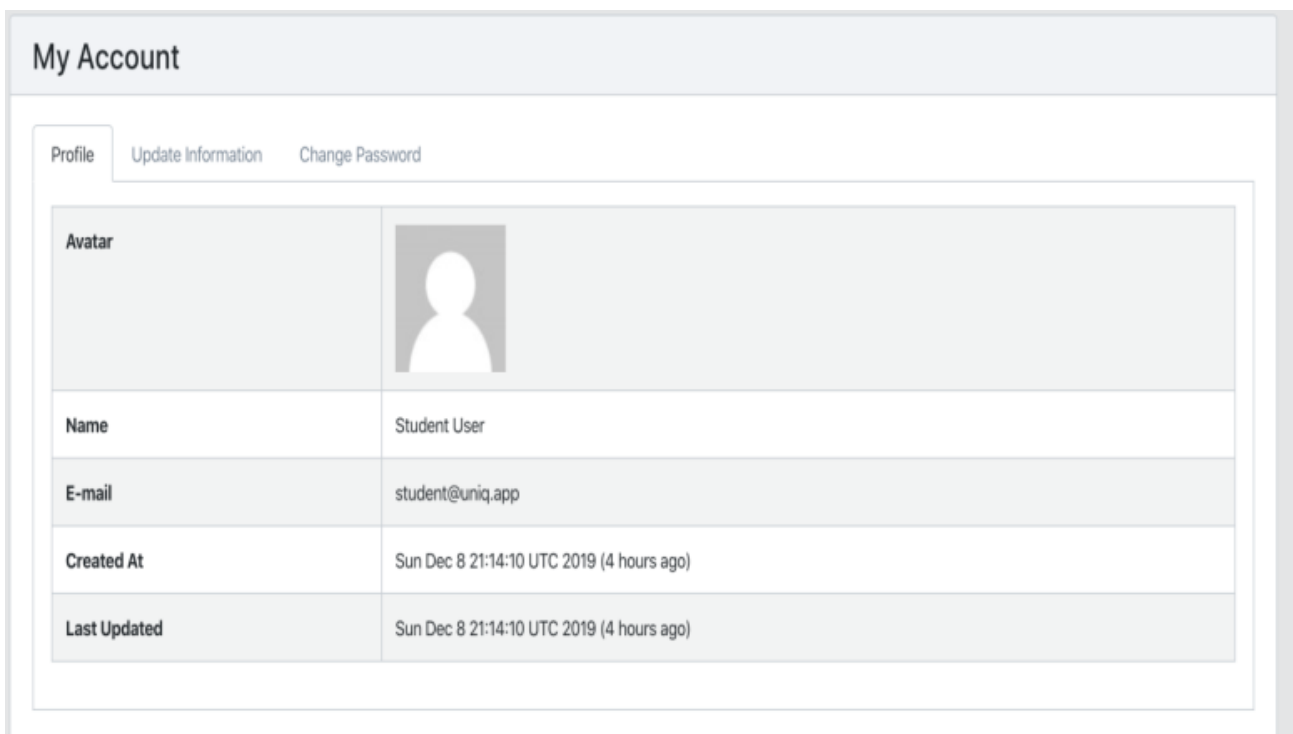 My Account
Profile Update Information Change Password
Avatar
Name Student User
E-mail student@uniq.app
Created At Sun Dec 8 21:14:10 UTC 2019 (4 hours ago)
Last Updated Sun Dec 8 21:14:10 UTC 2019 (4 hours ago)